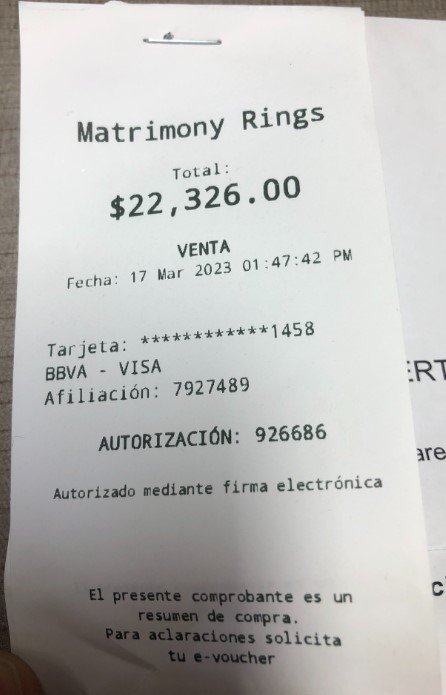 Matrimony Rings
Total:
$22,326.00
VENTA
Fecha: 17 Mar 2023 01:47:42 PM
Tarjeta: ************1458
BBVA - VISA
Afiliación: 7927489
AUTORIZACIÓN: 926686
Autorizado mediante firma electrónica
El presente comprobante es un
resumen de compra.
Para aclaraciones solicita
tu e-voucher